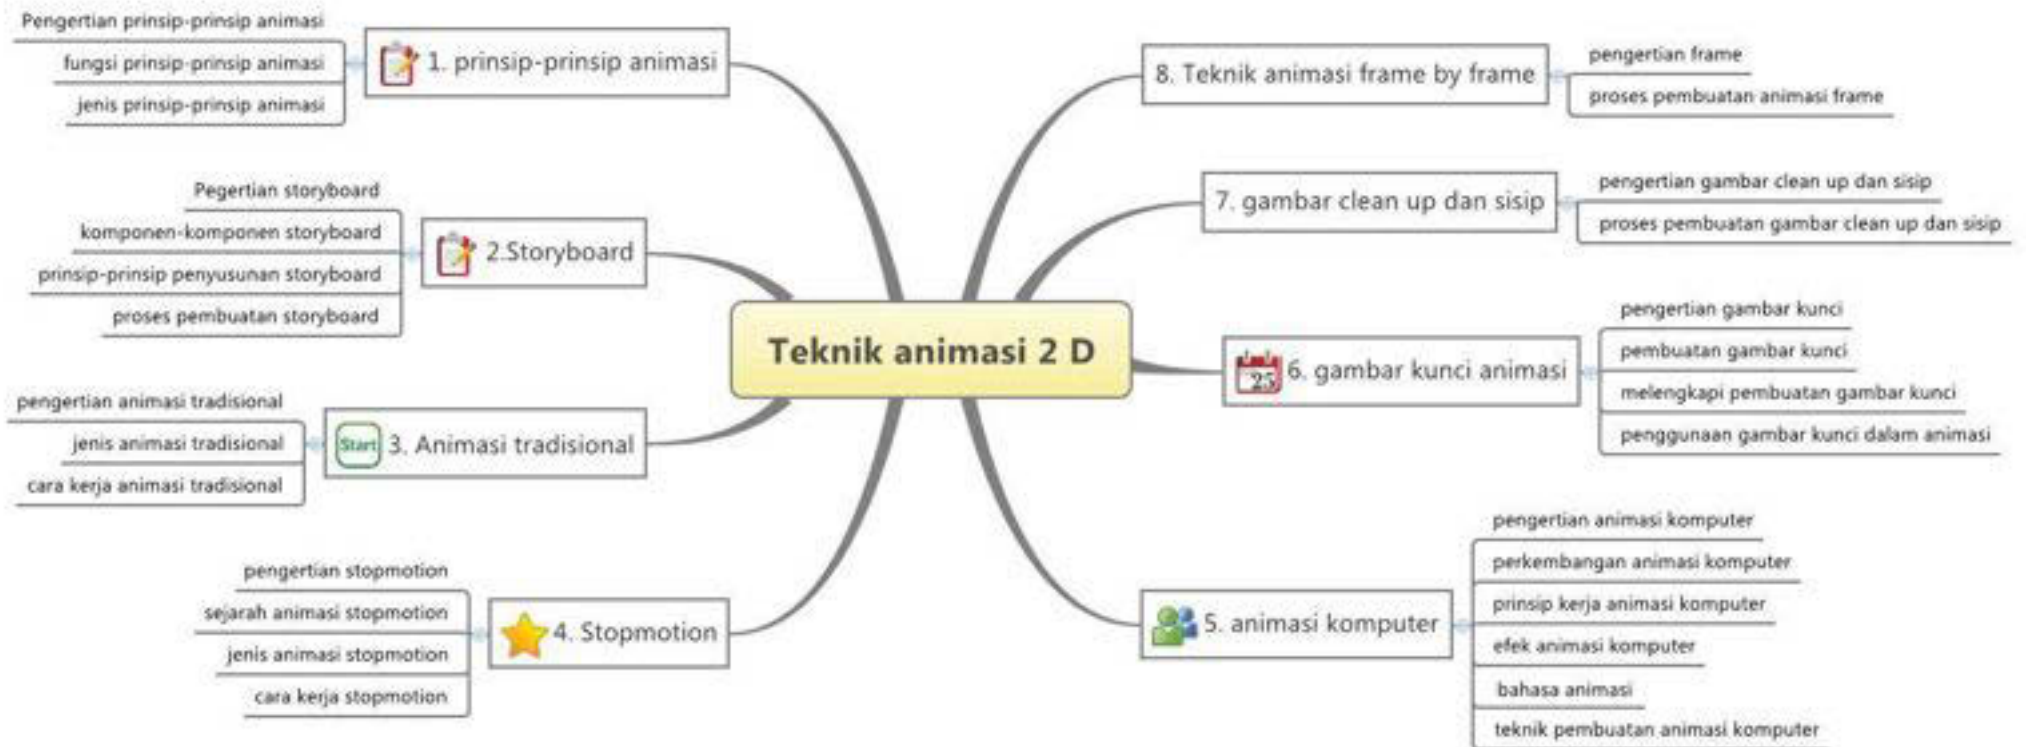 Teknik animasi 2 D
1. prinsip-prinsip animasi
Pengertian prinsip-prinsip animasi
fungsi prinsip-prinsip animasi
jenis prinsip-prinsip animasi
2.Storyboard
Pegertian storyboard
komponen-komponen storyboard
prinsip-prinsip penyusunan storyboard
proses pembuatan storyboard
Start
3. Animasi tradisional
pengertian animasi tradisional
jenis animasi tradisional
cara kerja animasi tradisional
4. Stopmotion
pengertian stopmotion
sejarah animasi stopmotion
jenis animasi stopmotion
cara kerja stopmotion
5. animasi komputer
pengertian animasi komputer
perkembangan animasi komputer
prinsip kerja animasi komputer
efek animasi komputer
bahasa animasi
teknik pembuatan animasi komputer
25
6. gambar kunci animasi
pengertian gambar kunci
pembuatan gambar kunci
melengkapi pembuatan gambar kunci
penggunaan gambar kunci dalam animasi
7. gambar clean up dan sisip
pengertian gambar clean up dan sisip
proses pembuatan gambar clean up dan sisip
8. Teknik animasi frame by frame
pengertian frame
proses pembuatan animasi frame